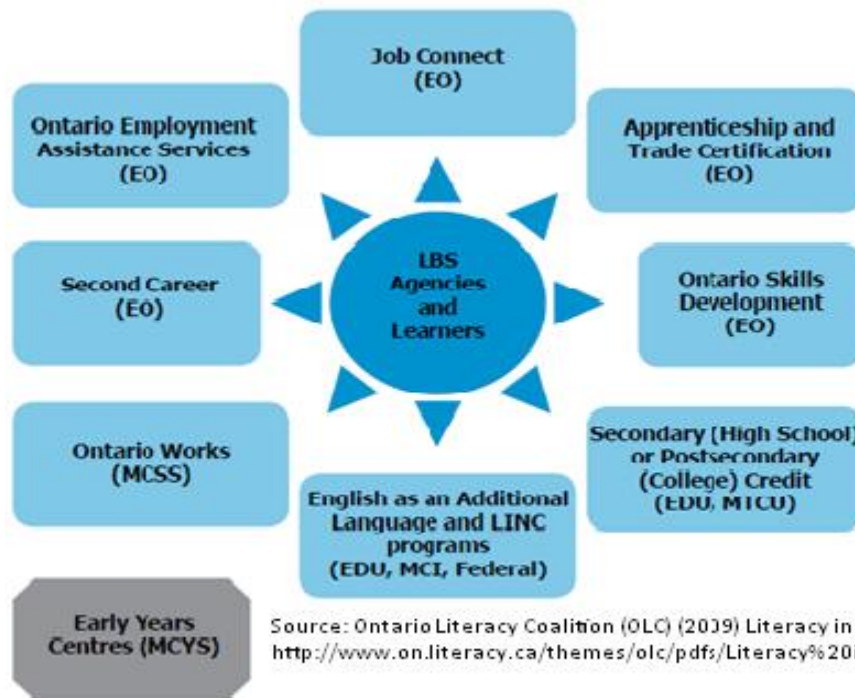 Job Connect
(EO)
Ontario Employment
Assistance Services
(EO)
Apprenticeship and
Trade Certification
(EO)
Second Career
(EO)
LBS
Agencies
and
Learners
Ontario Skills
Development
(EO)
Ontario Works
(MCSS)
English as an Additional
Language and LINC
programs
(EDU, MCI, Federal)
Secondary (High School)
or Postsecondary
(College) Credit
(EDU, MTCU)
Early Years
Centres (MCYS)
Source: Ontario Literacy Coalition (OLC) (2039) Literacy in
http://www.on.literacy.ca/themes/olc/pdfs/Literacy%20